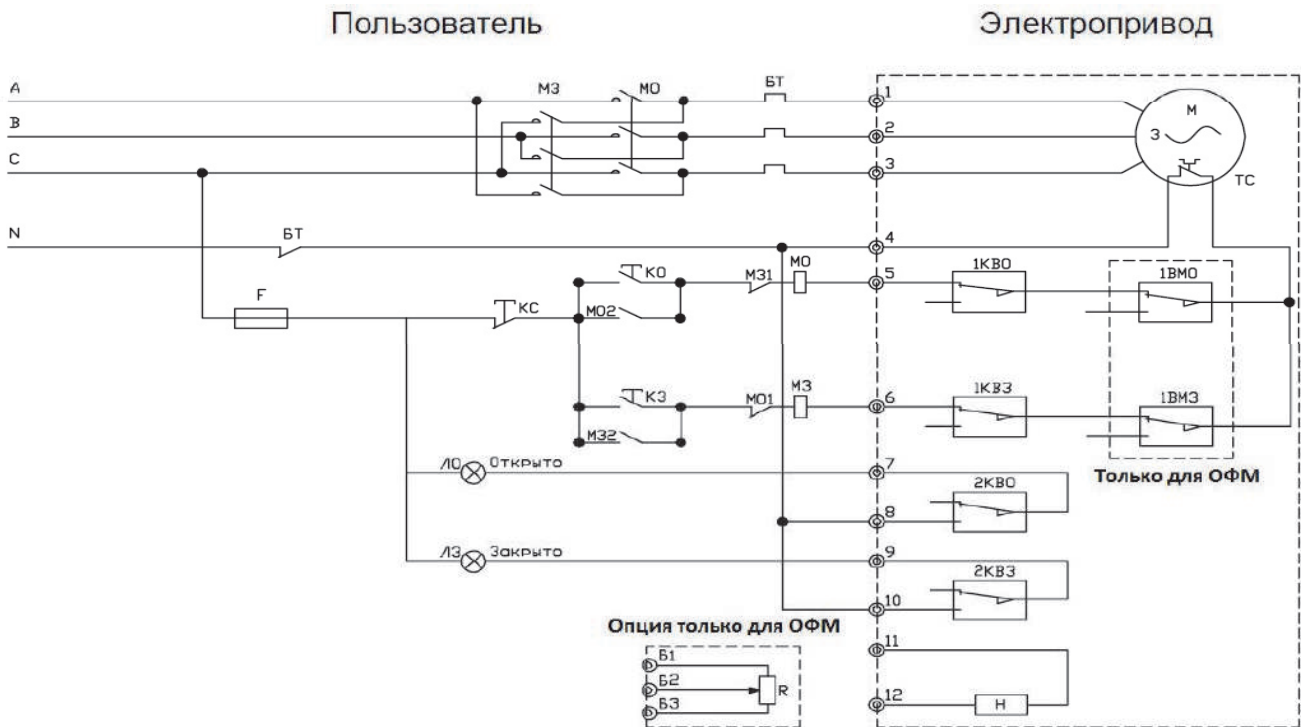 Пользователь
Электропривод
A
МЗ
МО
БТ
1
B
2
М
3
C
3
ТС
N
БТ
4
МО
5
1КВО
1ВМО
F
КС
КО
МЗ1
МО2
КЗ
МО1
МЗ
6
1КВЗ
1ВМЗ
МЗ2
ЛО
Открыто
7
Только для ОФМ
2КВО
8
ЛЗ
Закрыто
9
2КВЗ
10
Опция только для ОФМ
11
Б1
Б2
R
Б3
12
Н